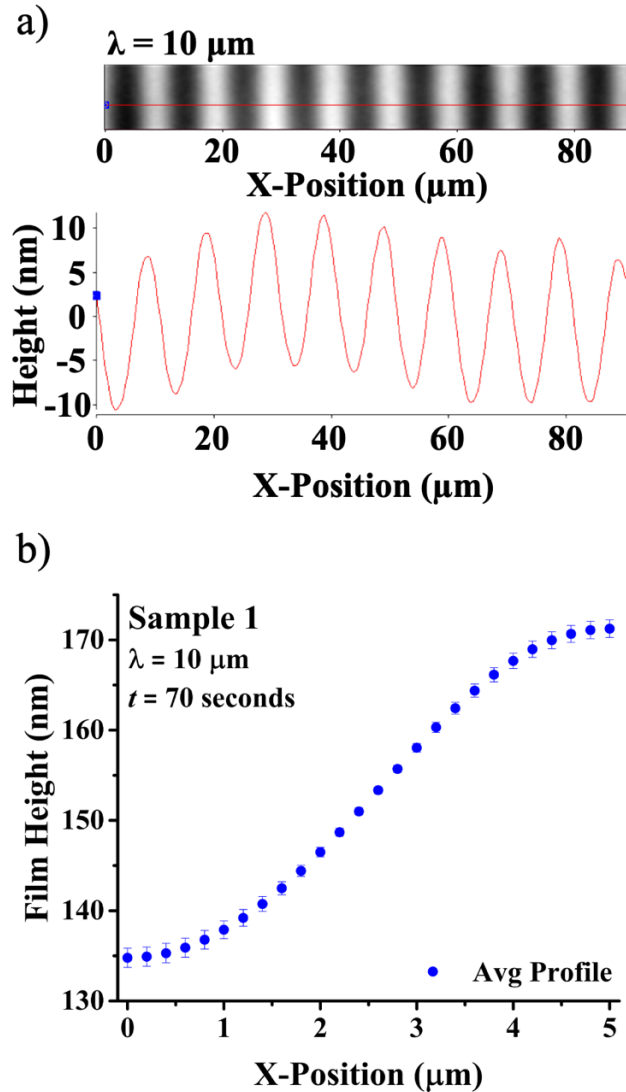 a)
λ = 10 μm
0 20 40 60 80
X-Position (μm)
10
5
0
-5
-10
Height (nm)
0 20 40 60 80
X-Position (μm)
b)
Sample 1
λ = 10 μm
t = 70 seconds
170
160
150
140
130
Film Height (nm)
Avg Profile
0 1 2 3 4 5
X-Position (μm)